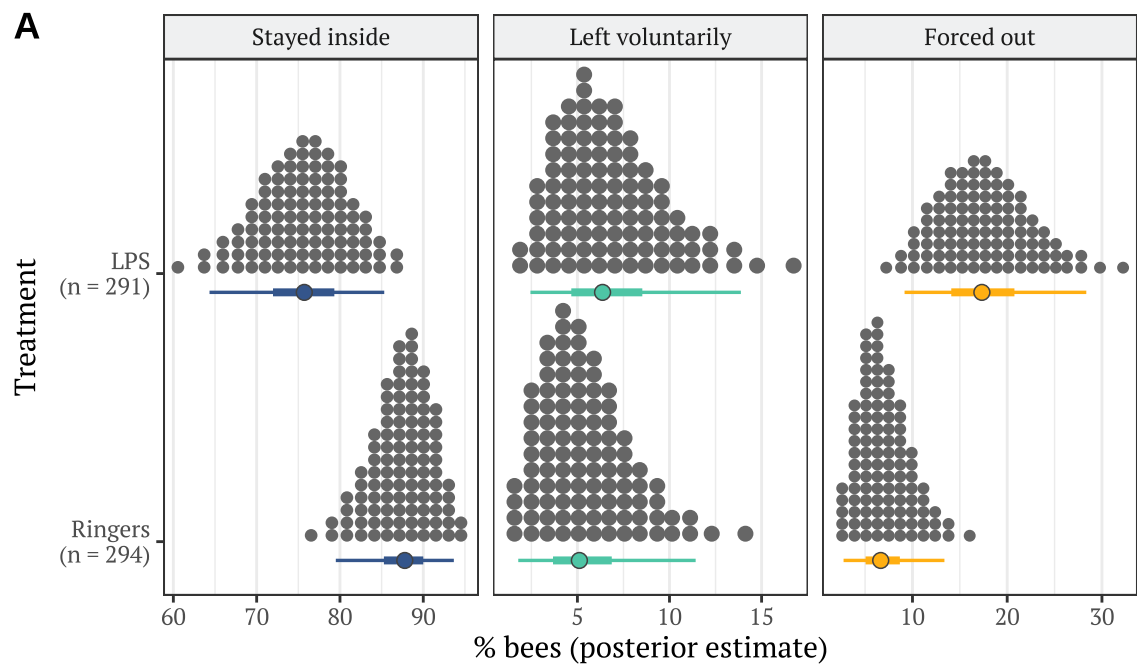 A
Stayed inside
Left voluntarily
Forced out
Treatment
LPS
(n = 291)
Ringers
(n = 294)
60 70 80 90
5 10 15
10 20 30
% bees (posterior estimate)